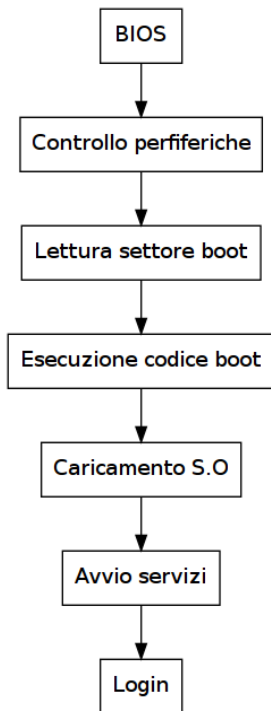 BIOS
Controllo perfiferiche
Lettura settore boot
Esecuzione codice boot
Caricamento S.O
Avvio servizi
Login